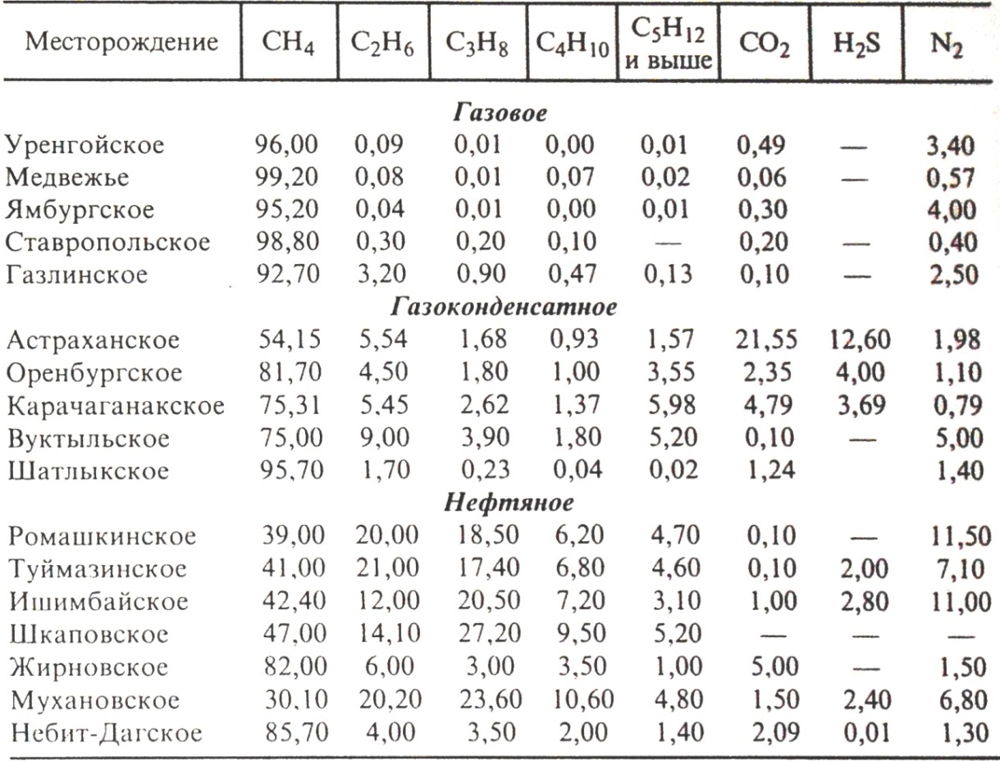 Месторождение CH₄ C₂H₆ C₃H₈ C₄H₁₀ C₅H₁₂ и выше CO₂ H₂S N₂
Газовое
Уренгойское 96,00 0,09 0,01 0,00 0,01 0,49 — 3,40
Медвежье 99,20 0,08 0,01 0,07 0,02 0,06 — 0,57
Ямбургское 95,20 0,04 0,01 0,00 0,01 0,30 4,00
Ставропольское 98,80 0,30 0,20 0,10 — 0,20 — 0,40
Газлинское 92,70 3,20 0,90 0,47 0,13 0,10 — 2,50
Газоконденсатное
Астраханское 54,15 5,54 1,68 0,93 1,57 21,55 12,60 1,98
Оренбургское 81,70 4,50 1,80 1,00 3,55 2,35 4,00 1,10
Карачаганакское 75,31 5,45 2,62 1,37 5,98 4,79 3,69 0,79
Вуктыльское 75,00 9,00 3,90 1,80 5,20 0,10 — 5,00
Шатлыкское 95,70 1,70 0,23 0,04 0,02 1,24 1,40
Нефтяное
Ромашкинское 39,00 20,00 18,50 6,20 4,70 0,10 — 11,50
Туймазинское 41,00 21,00 17,40 6,80 4,60 0,10 2,00 7,10
Ишимбайское 42,40 12,00 20,50 7,20 3,10 1,00 2,80 11,00
Шкаповское 47,00 14,10 27,20 9,50 5,20 — — —
Жирновское 82,00 6,00 3,00 3,50 1,00 5,00 — 1,50
Мухановское 30,10 20,20 23,60 10,60 4,80 1,50 2,40 6,80
Небит-Дагское 85,70 4,00 3,50 2,00 1,40 2,09 0,01 1,30